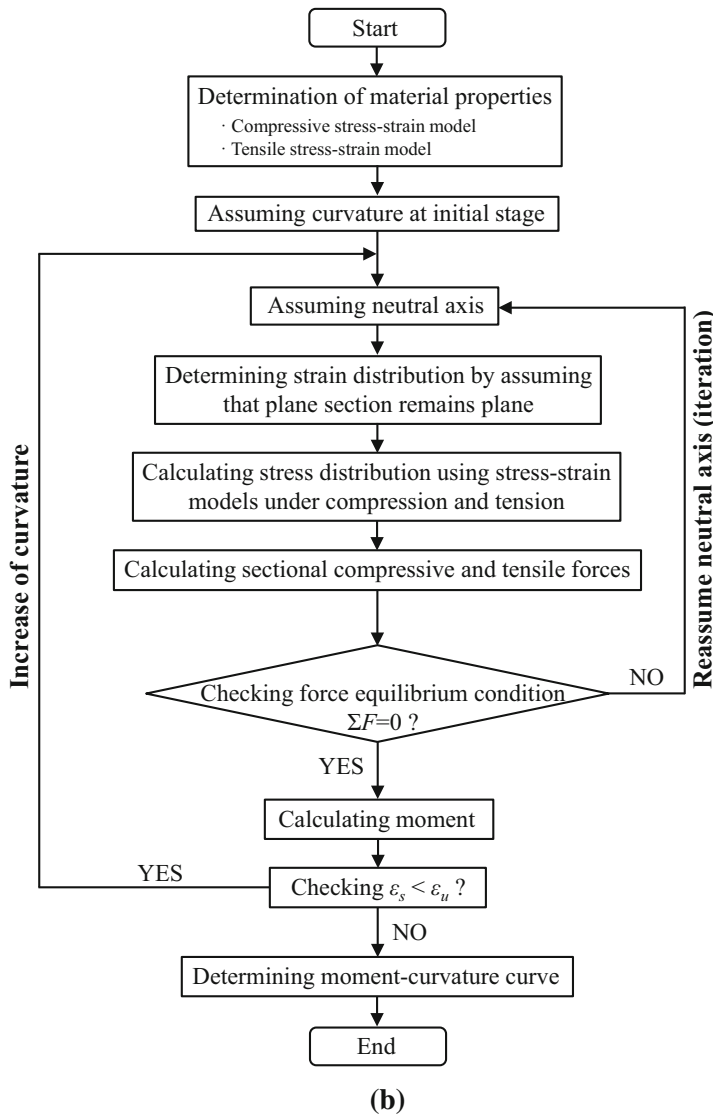 Start
Determination of material properties
· Compressive stress-strain model
· Tensile stress-strain model
Assuming curvature at initial stage
Assuming neutral axis
Determining strain distribution by assuming
that plane section remains plane
Calculating stress distribution using stress-strain
models under compression and tension
Calculating sectional compressive and tensile forces
Checking force equilibrium condition
ΣF=0 ?
NO
Reassume neutral axis (iteration)
YES
Calculating moment
Checking εs < εu ?
YES
Increase of curvature
NO
Determining moment-curvature curve
End
(b)